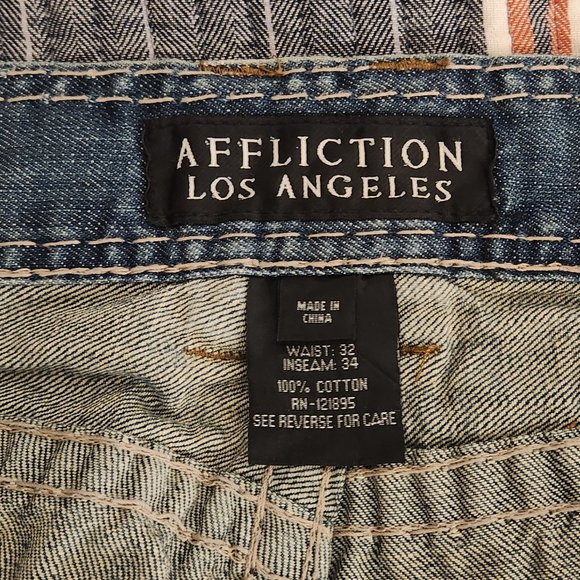 AFFLICTION
LOS ANGELES
MADE IN
CHINA
WAIST: 32
INSEAM: 34
100% COTTON
RN-121895
SEE REVERSE FOR CARE